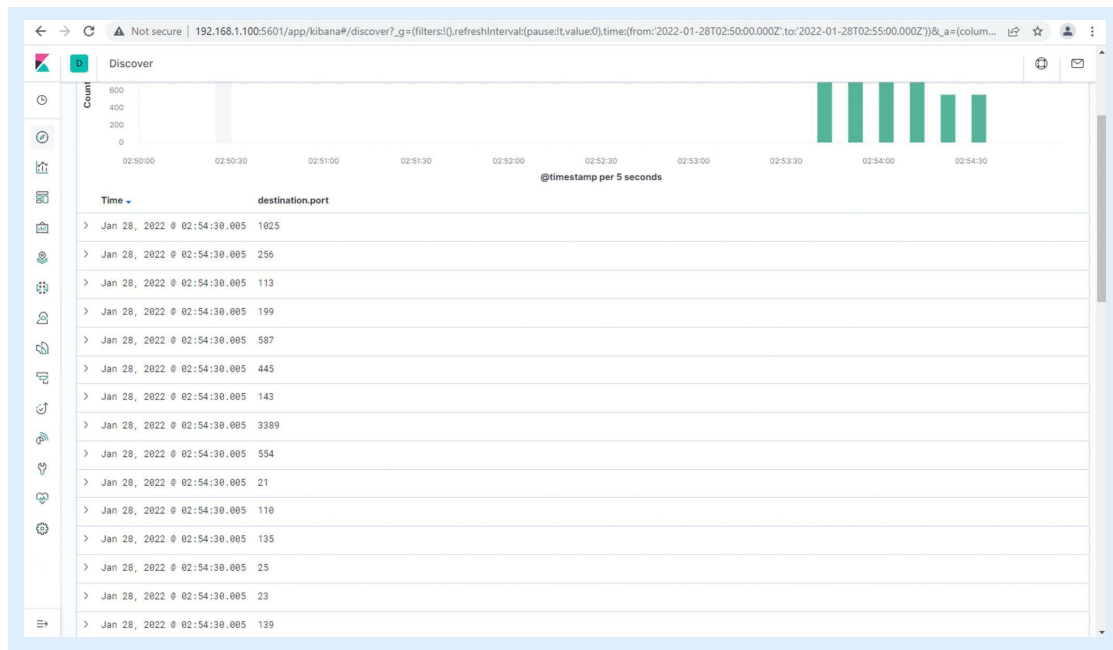 Not secure | 192.168.1.100:5601/app/kibana#/discover?_g=(filters:!(),refreshInterval:(pause:!t,value:0),time:(from:'2022-01-28T02:50:00.000Z',to:'2022-01-28T02:55:00.000Z'))&_a=(colum...
D Discover
Count
600
400
200
0
02:50:00 02:50:30 02:51:00 02:51:30 02:52:00 02:52:30 02:53:00 02:53:30 02:54:00 02:54:30
@timestamp per 5 seconds
Time destination.port
Jan 28, 2022 @ 02:54:30.005 1025
Jan 28, 2022 @ 02:54:30.005 256
Jan 28, 2022 @ 02:54:30.005 113
Jan 28, 2022 @ 02:54:30.005 199
Jan 28, 2022 @ 02:54:30.005 587
Jan 28, 2022 @ 02:54:30.005 445
Jan 28, 2022 @ 02:54:30.005 143
Jan 28, 2022 @ 02:54:30.005 3389
Jan 28, 2022 @ 02:54:30.005 554
Jan 28, 2022 @ 02:54:30.005 21
Jan 28, 2022 @ 02:54:30.005 110
Jan 28, 2022 @ 02:54:30.005 135
Jan 28, 2022 @ 02:54:30.005 25
Jan 28, 2022 @ 02:54:30.005 23
Jan 28, 2022 @ 02:54:30.005 139